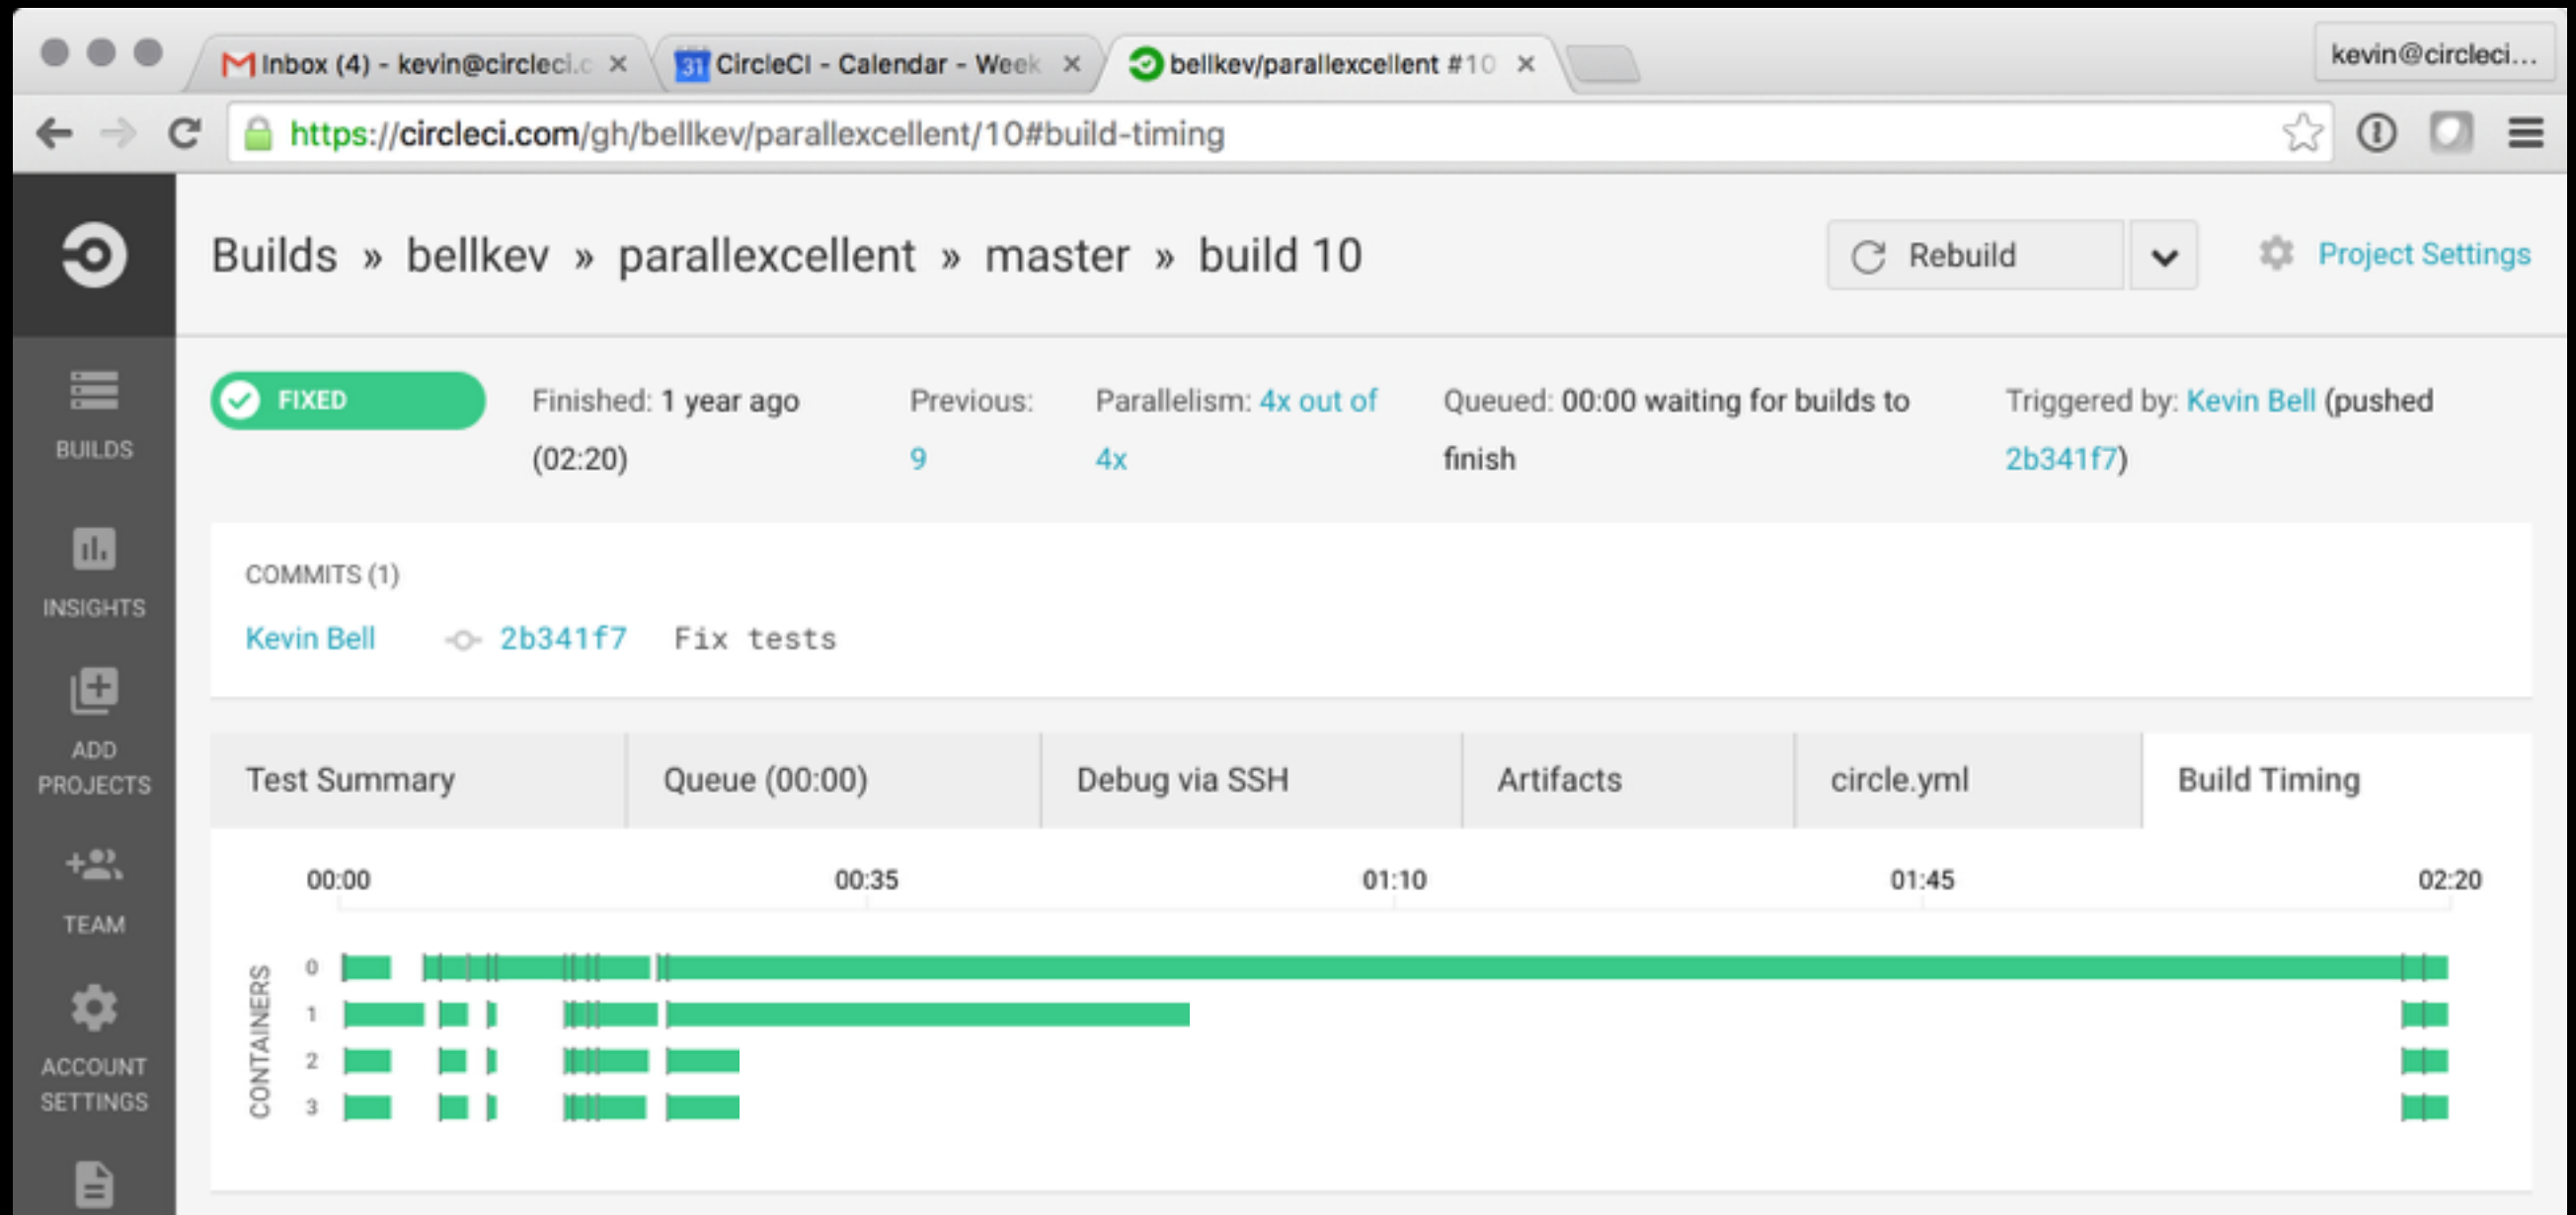 Inbox (4) - kevin@circleci.c
CircleCI - Calendar - Week
bellkev/parallexcellent #10
kevin@circleci...
https://circleci.com/gh/bellkev/parallexcellent/10#build-timing
Builds » bellkev » parallexcellent » master » build 10
Rebuild
Project Settings
BUILDS
INSIGHTS
ADD
PROJECTS
TEAM
ACCOUNT
SETTINGS
FIXED
Finished: 1 year ago
(02:20)
Previous:
9
Parallelism: 4x out of
4x
Queued: 00:00 waiting for builds to
finish
Triggered by: Kevin Bell (pushed
2b341f7)
COMMITS (1)
Kevin Bell 2b341f7 Fix tests
Test Summary
Queue (00:00)
Debug via SSH
Artifacts
circle.yml
Build Timing
00:00 00:35 01:10 01:45 02:20
CONTAINERS
0
1
2
3